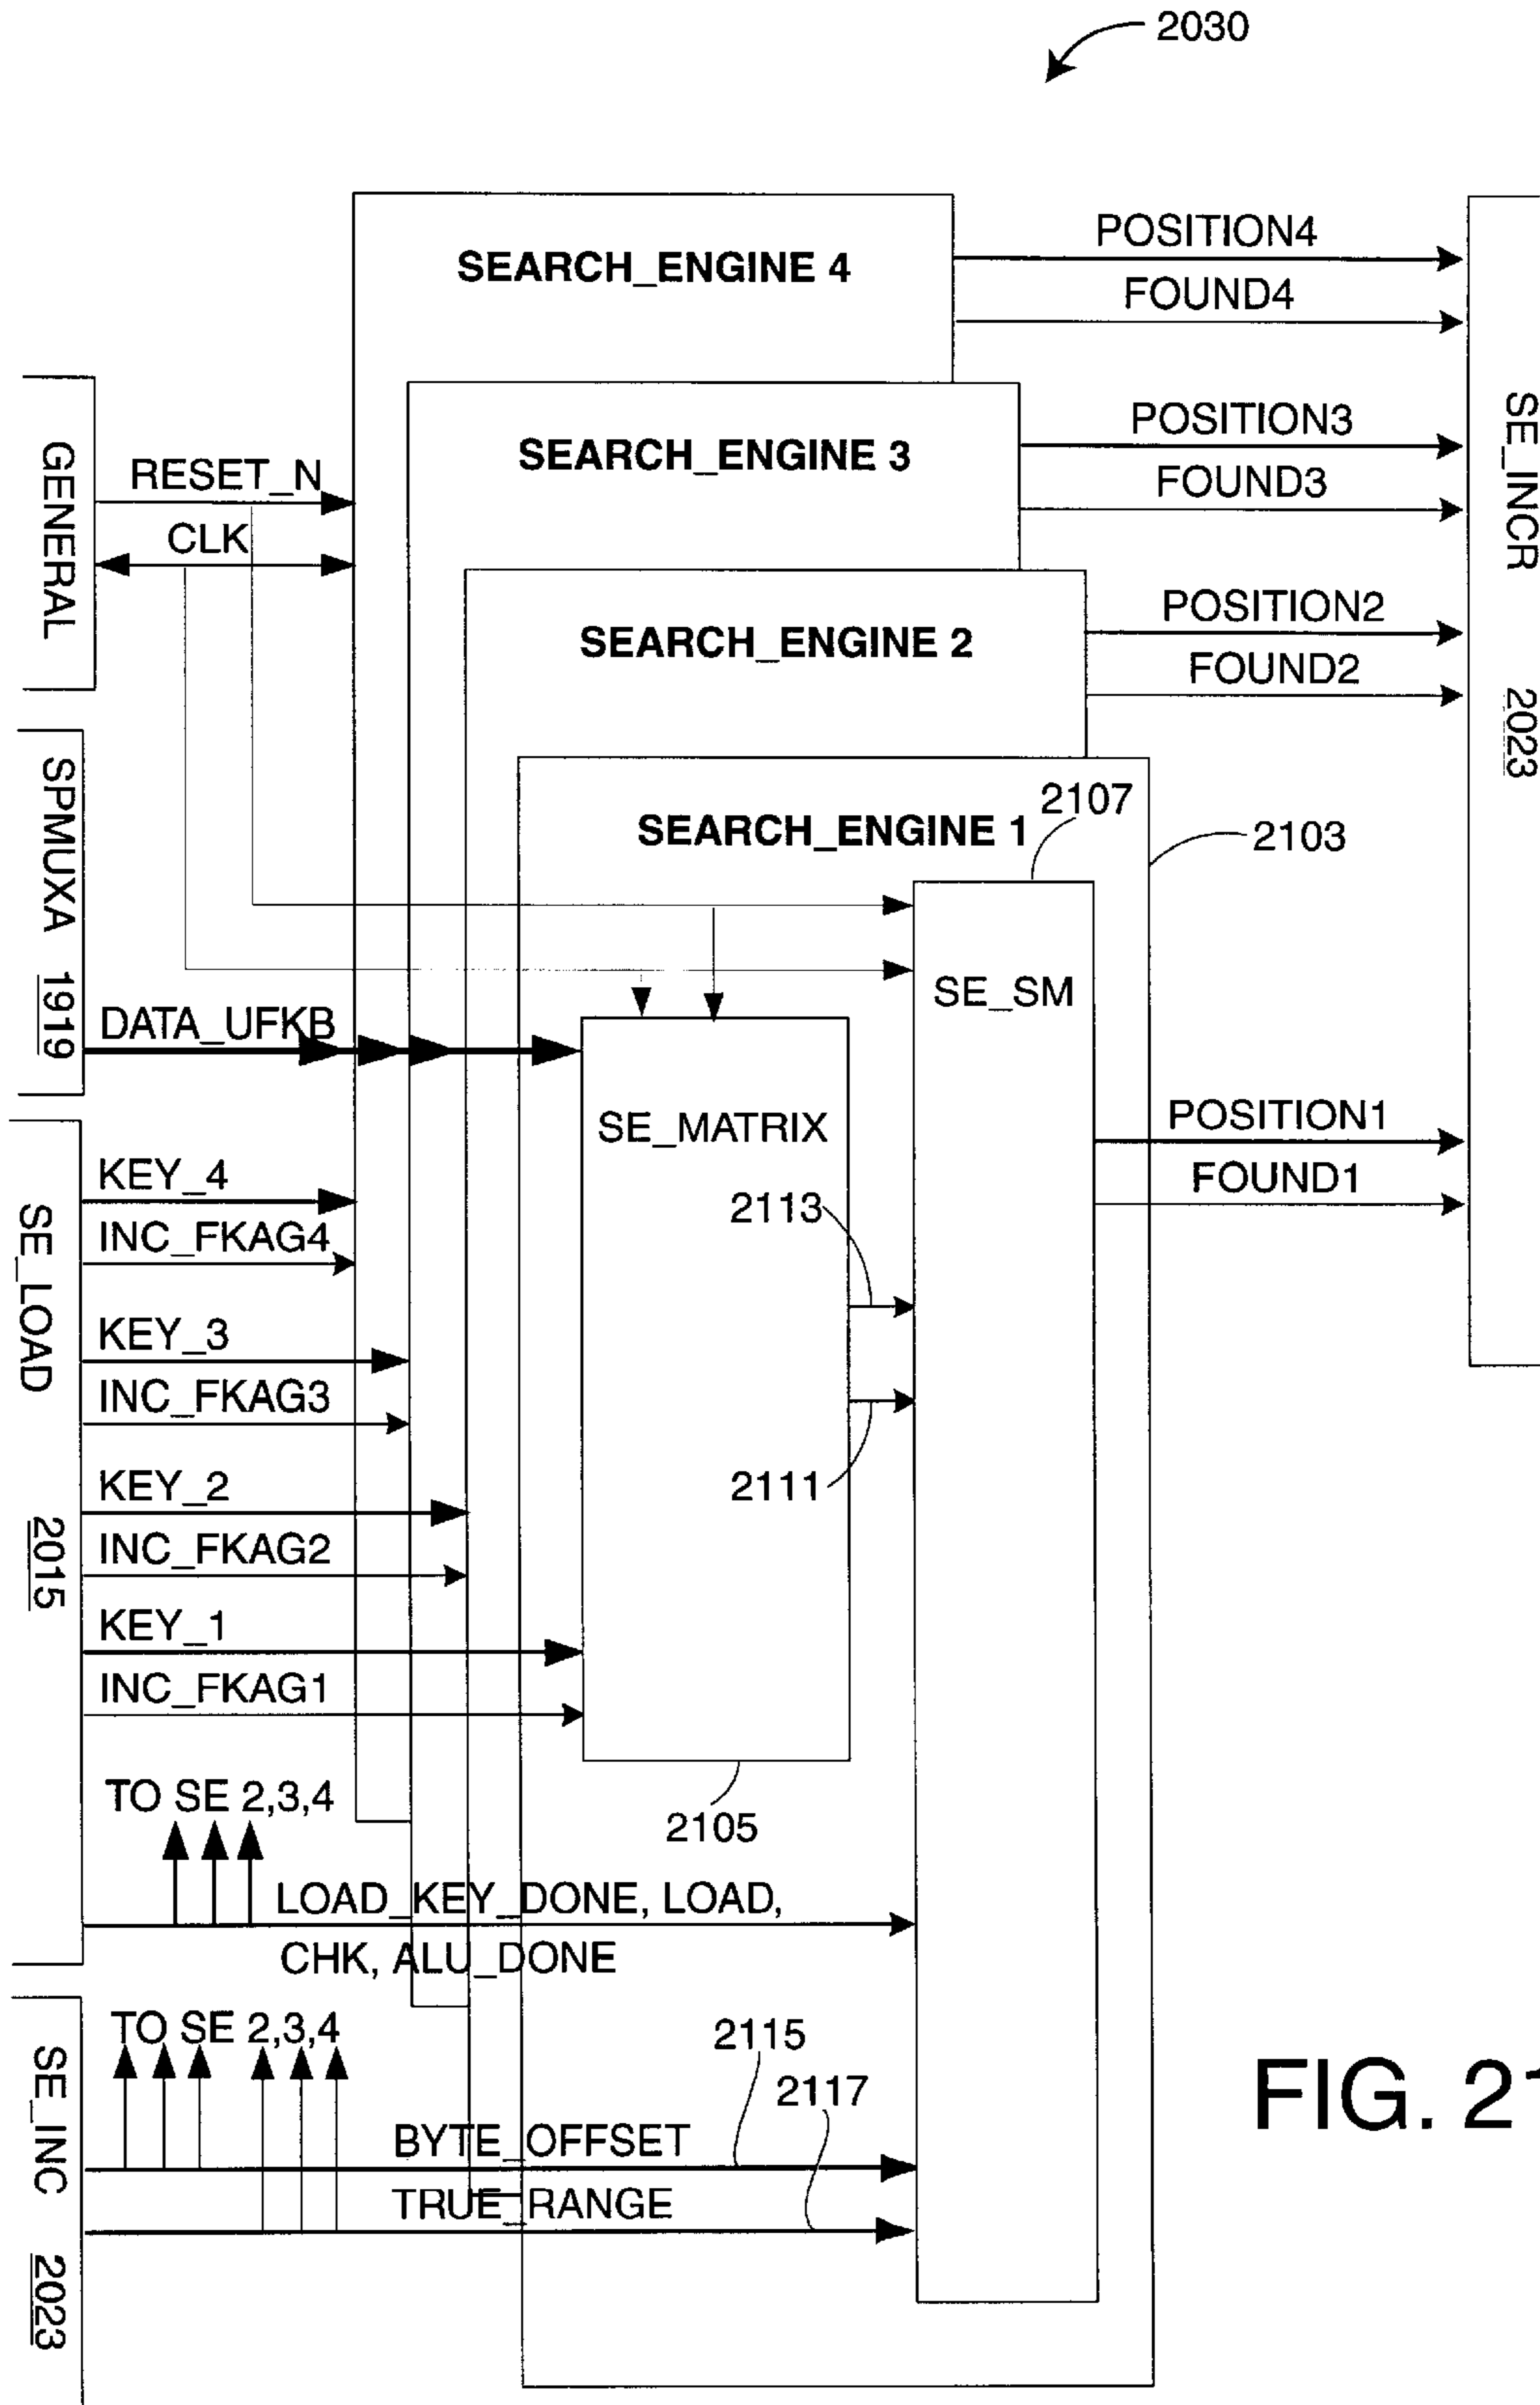 2030
SEARCH_ENGINE 4
POSITION4
FOUND4
SEARCH_ENGINE 3
POSITION3
FOUND3
SE_INCR 2023
GENERAL
RESET_N
CLK
SEARCH_ENGINE 2
POSITION2
FOUND2
SEARCH_ENGINE 1
2107
2103
SPMUXA 1919
DATA_UFKB
SE_SM
SE_MATRIX
POSITION1
FOUND1
SE_LOAD 2015
KEY_4
INC_FKAG4
2113
KEY_3
INC_FKAG3
2111
KEY_2
INC_FKAG2
KEY_1
INC_FKAG1
2105
TO SE 2,3,4
LOAD_KEY_DONE, LOAD,
CHK, ALU_DONE
SE_INC 2023
TO SE 2,3,4
2115
2117
BYTE_OFFSET
TRUE_RANGE
FIG. 21